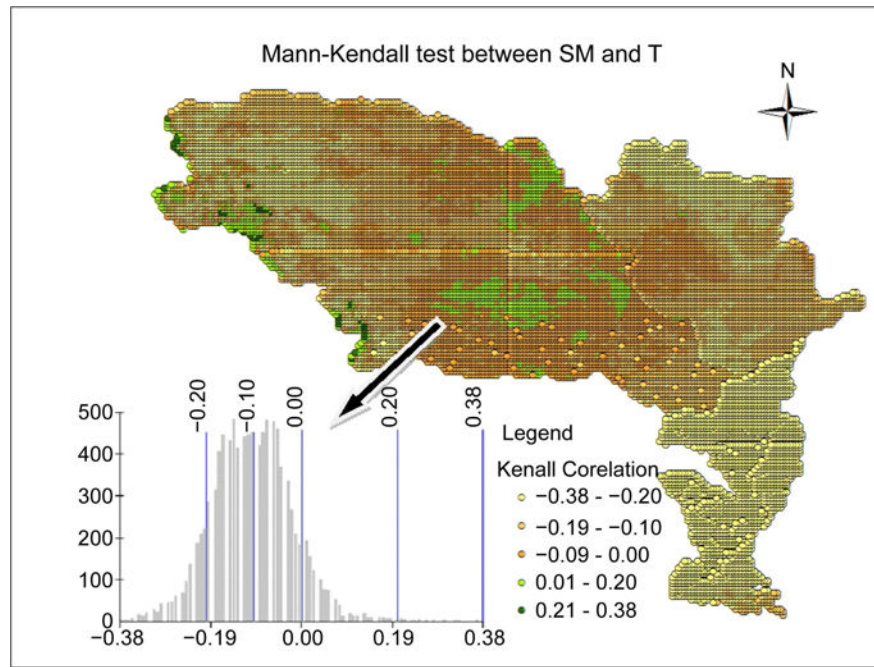 Mann-Kendall test between SM and T
N
−0.20
−0.10
0.00
0.20
0.38
500
400
300
200
100
0
−0.38
−0.19
0.00
0.19
0.38
Legend
Kenall Corelation
−0.38 - −0.20
−0.19 - −0.10
−0.09 - 0.00
0.01 - 0.20
0.21 - 0.38